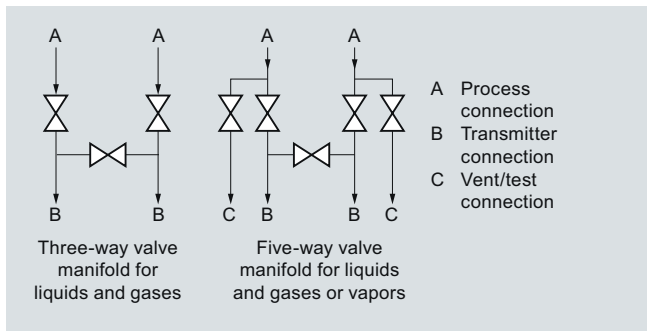 A A A A
A Process
connection
B Transmitter
connection
C Vent/test
connection
B B C B B C
Three-way valve
manifold for
liquids and gases
Five-way valve
manifold for liquids
and gases or vapors